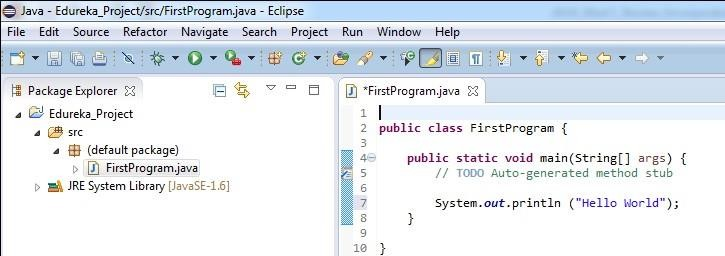 Java - Edureka_Project/src/FirstProgram.java - Eclipse
File Edit Source Refactor Navigate Search Project Run Window Help
Package Explorer
Edureka_Project
src
(default package)
FirstProgram.java
JRE System Library [JavaSE-1.6]
*FirstProgram.java
1
2 public class FirstProgram {
3
4 public static void main(String[] args) {
5 // TODO Auto-generated method stub
6
7 System.out.println ("Hello World");
8 }
9
10 }